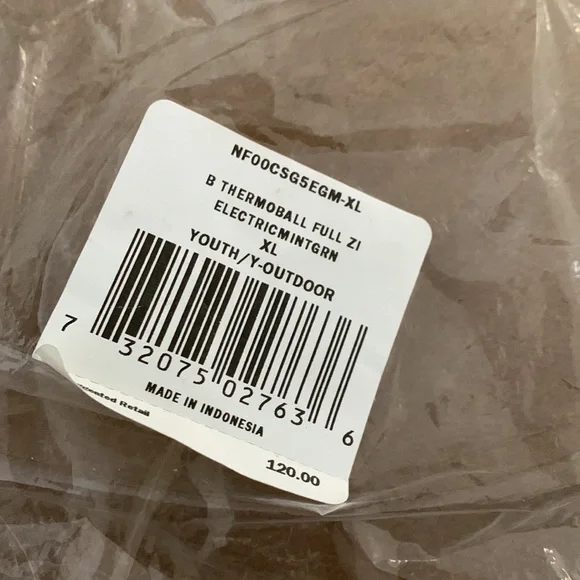 NF00CSG5EGM-XL
B THERMOBALL FULL ZI
ELECTRICMINTGRN
XL
YOUTH/Y-OUTDOOR
7 32075 02763 6
MADE IN INDONESIA
Retail
120.00